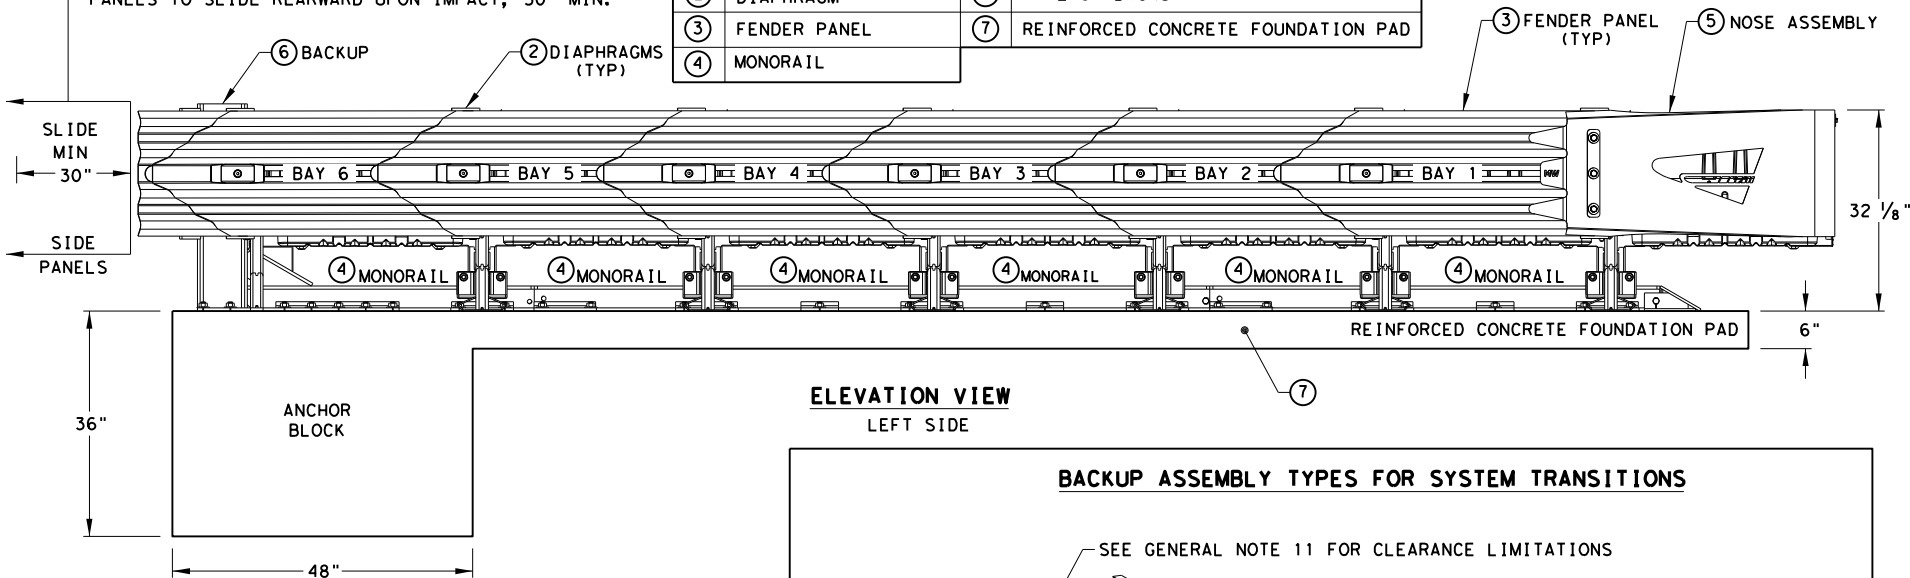 PANELS TO SLIDE REARWARD UPON IMPACT, 30" MIN.
DIAPHRAGM
3 FENDER PANEL
7 REINFORCED CONCRETE FOUNDATION PAD
4 MONORAIL
6 BACKUP
2 DIAPHRAGMS
(TYP)
3 FENDER PANEL
(TYP)
5 NOSE ASSEMBLY
SLIDE
MIN
30"
SIDE
PANELS
BAY 6
BAY 5
BAY 4
BAY 3
BAY 2
BAY 1
MW
32 1/8"
4 MONORAIL
4 MONORAIL
4 MONORAIL
4 MONORAIL
4 MONORAIL
4 MONORAIL
REINFORCED CONCRETE FOUNDATION PAD
6"
7
36"
ANCHOR
BLOCK
48"
ELEVATION VIEW
LEFT SIDE
BACKUP ASSEMBLY TYPES FOR SYSTEM TRANSITIONS
SEE GENERAL NOTE 11 FOR CLEARANCE LIMITATIONS